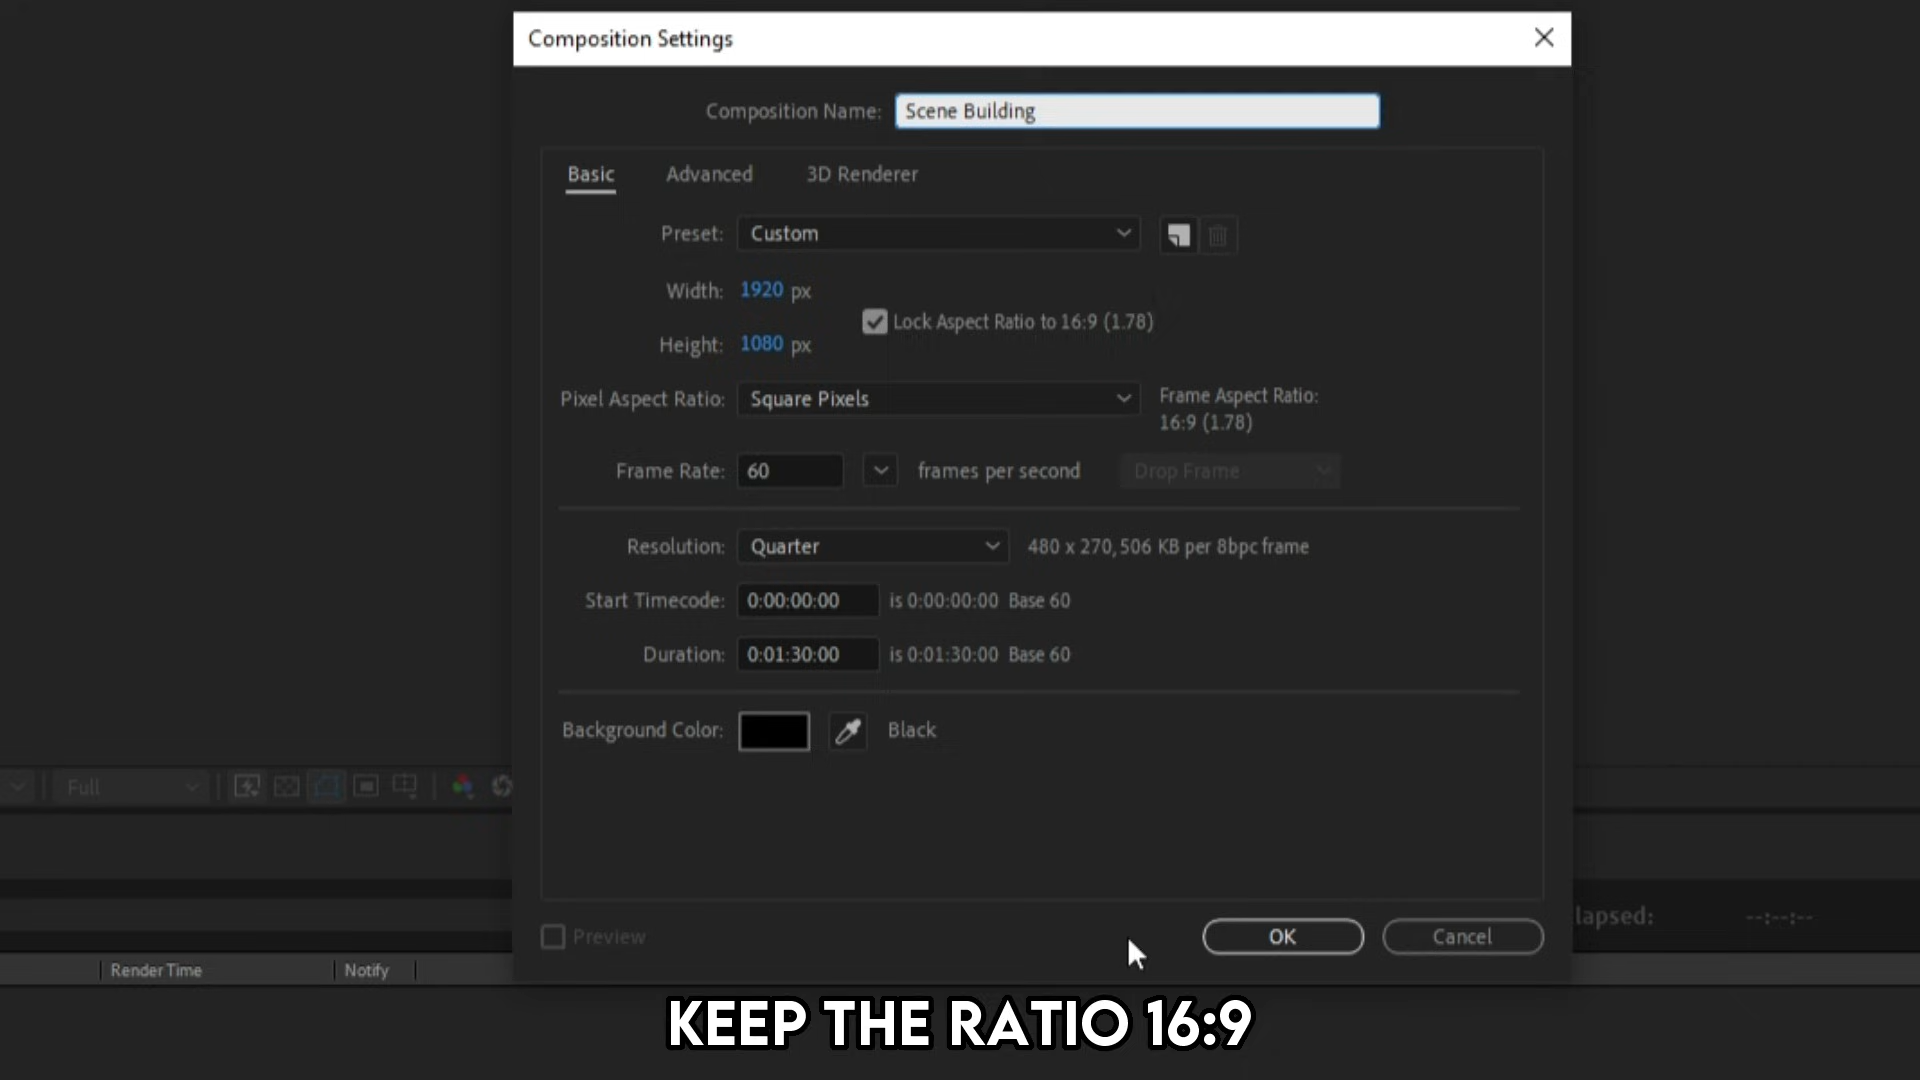 Composition Settings
Composition Name: Scene Building
Basic Advanced 3D Renderer
Preset: Custom
Width: 1920 px
Lock Aspect Ratio to 16:9 (1.78)
Height: 1080 px
Pixel Aspect Ratio: Square Pixels
Frame Aspect Ratio:
16:9 (1.78)
Frame Rate: 60 frames per second Drop Frame
Resolution: Quarter 480 x 270, 506 KB per 8bpc frame
Start Timecode: 0:00:00:00 is 0:00:00:00 Base 60
Duration: 0:01:30:00 is 0:01:30:00 Base 60
Background Color: Black
Full
lapsed: --:--:--
Preview OK Cancel
Render Time Notify
KEEP THE RATIO 16:9